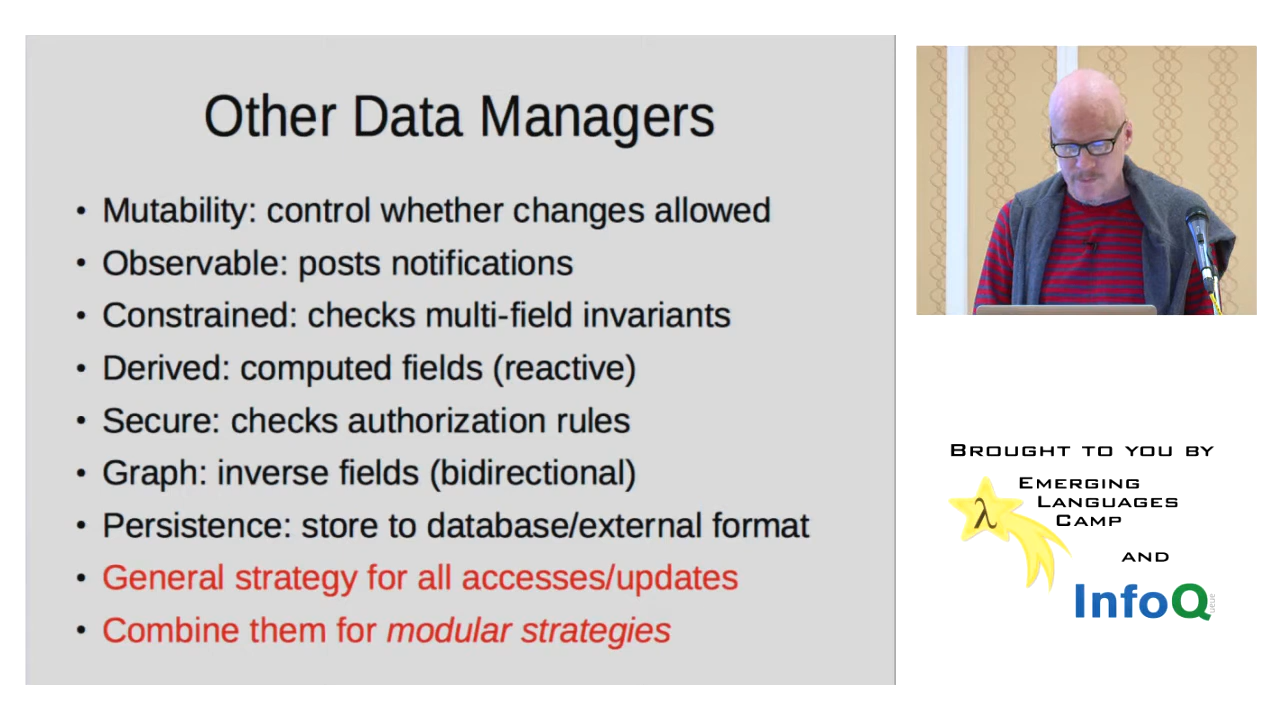 Other Data Managers
• Mutability: control whether changes allowed
• Observable: posts notifications
• Constrained: checks multi-field invariants
• Derived: computed fields (reactive)
• Secure: checks authorization rules
• Graph: inverse fields (bidirectional)
• Persistence: store to database/external format
• General strategy for all accesses/updates
• Combine them for modular strategies
BROUGHT TO YOU BY
λ
EMERGING
LANGUAGES
CAMP
AND
InfoQ